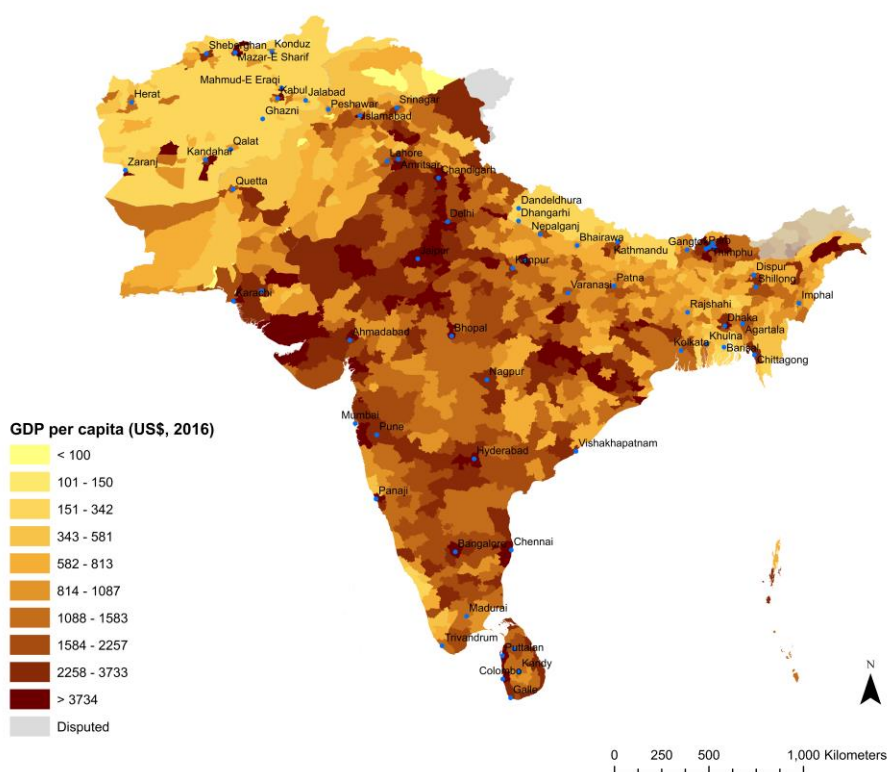 Sheberghan
Konduz
Mazar-E Sharif
Mahmud-E Eraqi
Herat
Kabul
Jalabad
Peshawar
Srinagar
Ghazni
Islamabad
Qalat
Kandahar
Lahore
Amritsar
Zaranj
Chandigarh
Quetta
Dandeldhura
Delhi
Dhangarhi
Nepalganj
Bhairawa
Gangtok
Kathmandu
Thimphu
Jaipur
Kanpur
Dispur
Patna
Shillong
Varanasi
Karachi
Imphal
Rajshahi
Dhaka
Ahmadabad
Bhopal
Agartala
Khulna
Kolkata
Barisal
Chittagong
Nagpur
GDP per capita (US$, 2016)
< 100
101 - 150
151 - 342
343 - 581
582 - 813
814 - 1087
1088 - 1583
1584 - 2257
2258 - 3733
> 3734
Disputed
Mumbai
Pune
Hyderabad
Vishakhapatnam
Panaji
Bangalore
Chennai
Madurai
Trivandrum
Puttalan
Kandy
Colombo
Galle
N
0 250 500 1,000 Kilometers